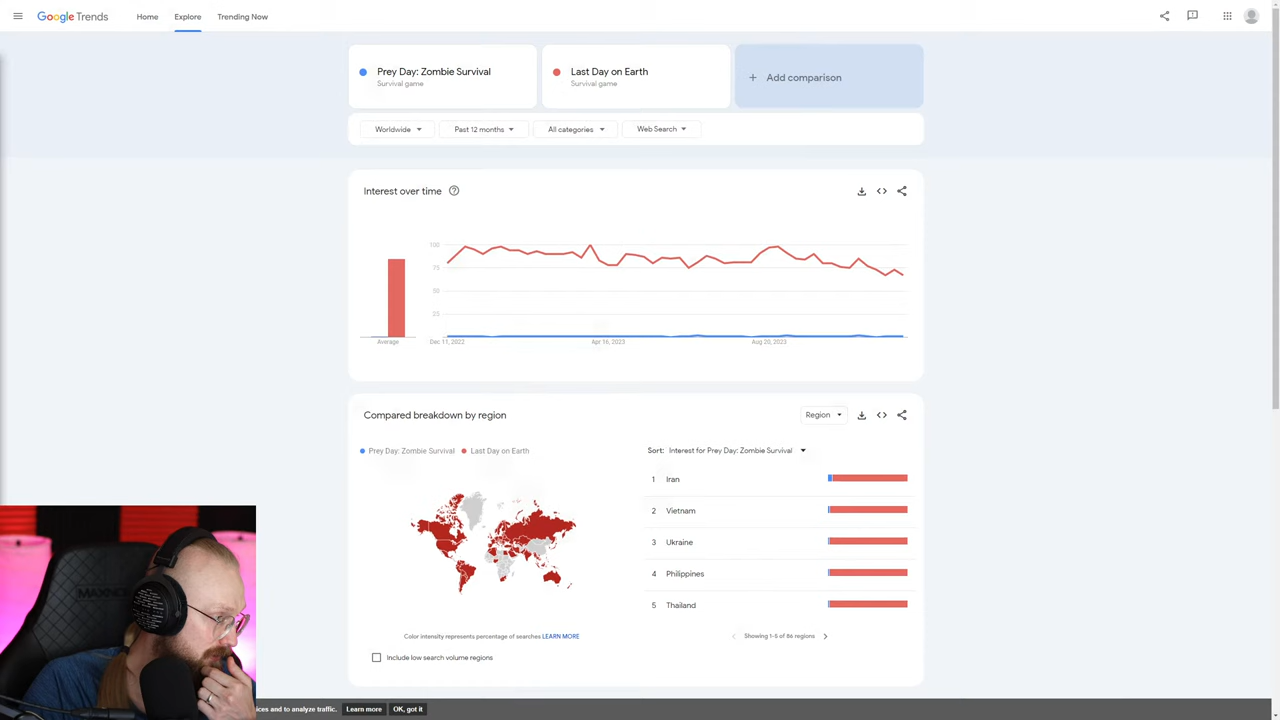 Google Trends
Home
Explore
Trending Now
Prey Day: Zombie Survival
Survival game
Last Day on Earth
Survival game
+ Add comparison
Worldwide
Past 12 months
All categories
Web Search
Interest over time
100
75
50
25
Average
Dec 11, 2022
Apr 16, 2023
Aug 20, 2023
Compared breakdown by region
Region
Prey Day: Zombie Survival
Last Day on Earth
Sort: Interest for Prey Day: Zombie Survival
1 Iran
2 Vietnam
3 Ukraine
4 Philippines
5 Thailand
Color intensity represents percentage of searches LEARN MORE
Showing 1-5 of 86 regions
Include low search volume regions
and to analyze traffic. Learn more OK, got it